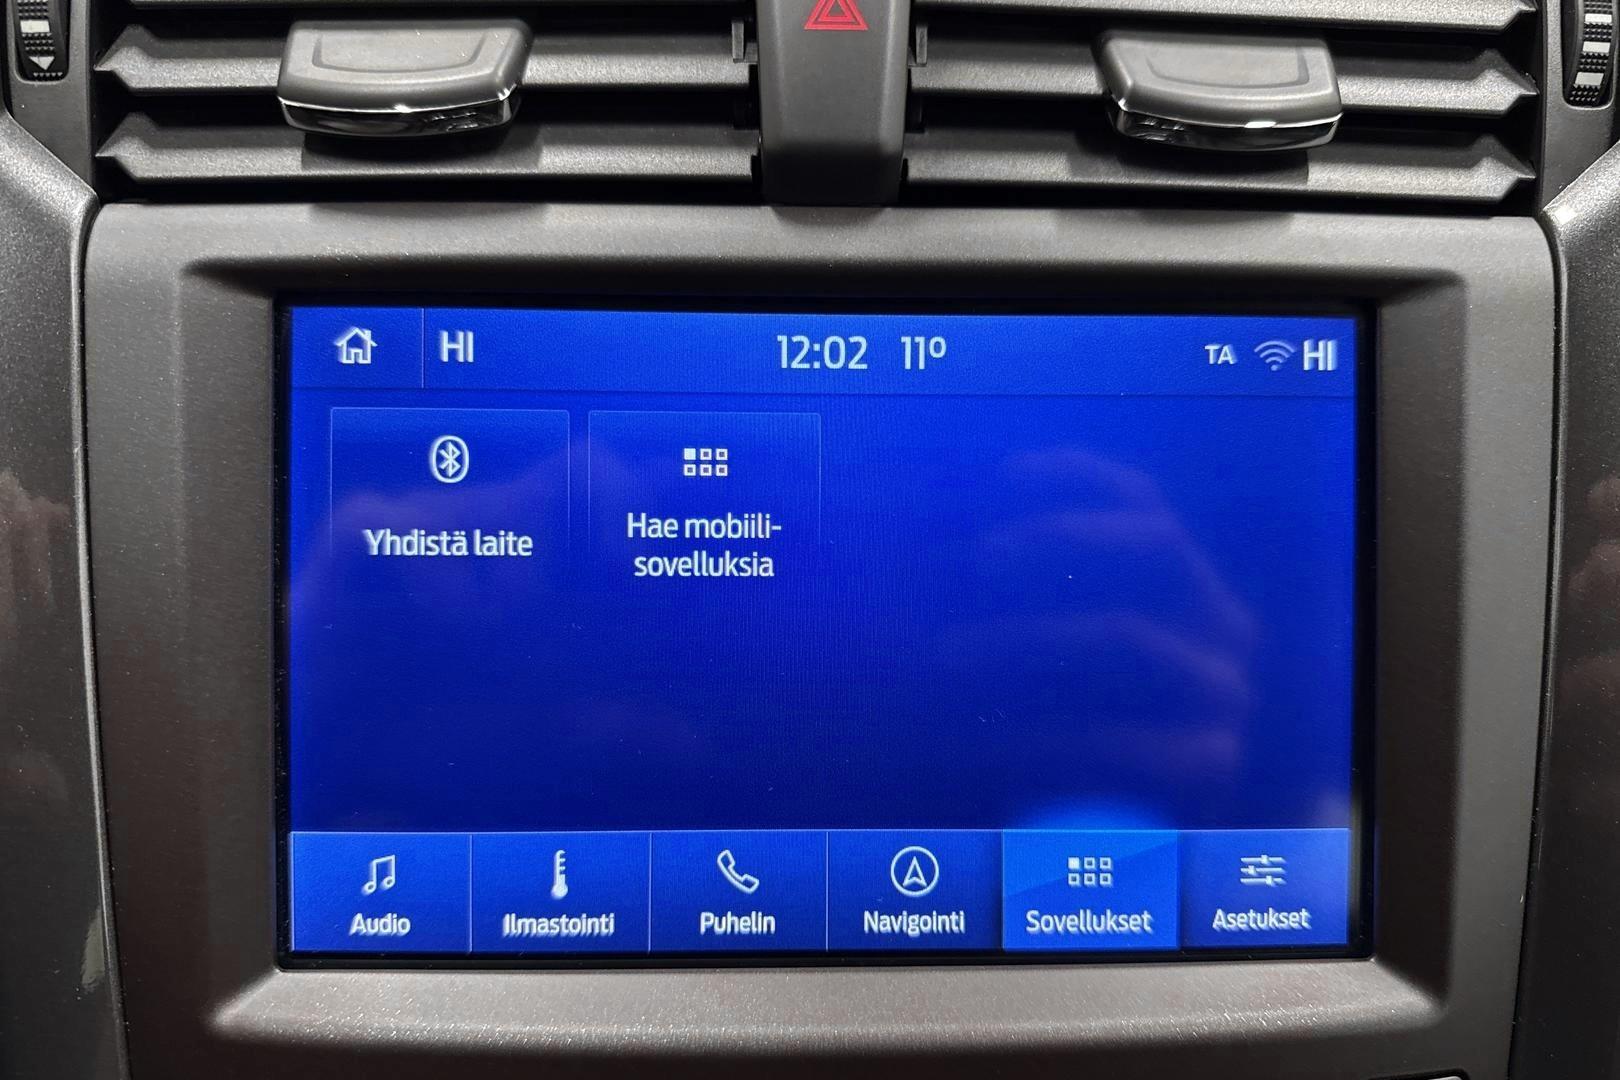 HI 12:02 11° TA HI
Yhdistä laite
Hae mobiili-
sovelluksia
Audio Ilmastointi Puhelin Navigointi Sovellukset Asetukset